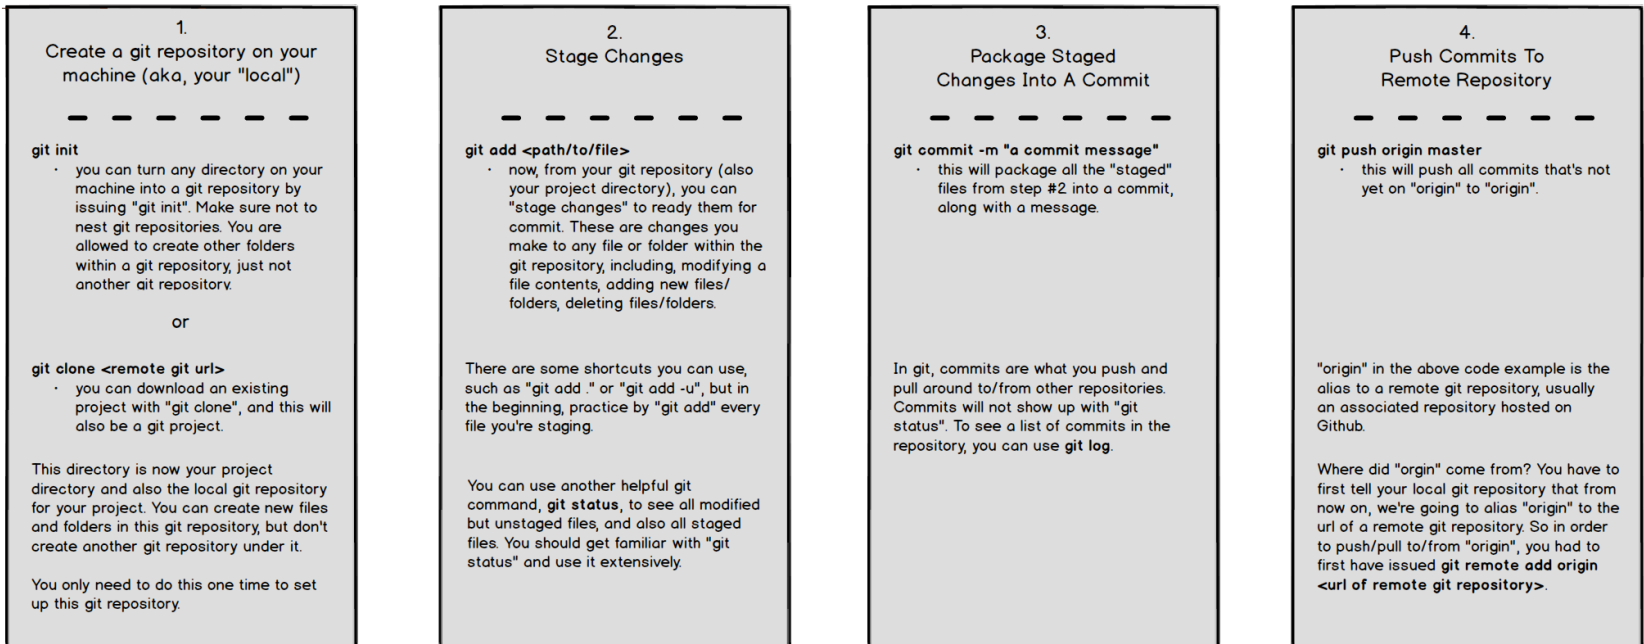 1.
Create a git repository on your
machine (aka, your "local")
git init
· you can turn any directory on your
machine into a git repository by
issuing "git init". Make sure not to
nest git repositories. You are
allowed to create other folders
within a git repository, just not
another git repository.
or
git clone <remote git url>
· you can download an existing
project with "git clone", and this will
also be a git project.
This directory is now your project
directory and also the local git repository
for your project. You can create new files
and folders in this git repository, but don't
create another git repository under it.
You only need to do this one time to set
up this git repository.
2.
Stage Changes
git add <path/to/file>
· now, from your git repository (also
your project directory), you can
"stage changes" to ready them for
commit. These are changes you
make to any file or folder within the
git repository, including, modifying a
file contents, adding new files/
folders, deleting files/folders.
There are some shortcuts you can use,
such as "git add ." or "git add -u", but in
the beginning, practice by "git add" every
file you're staging.
You can use another helpful git
command, git status, to see all modified
but unstaged files, and also all staged
files. You should get familiar with "git
status" and use it extensively.
3.
Package Staged
Changes Into A Commit
git commit -m "a commit message"
· this will package all the "staged"
files from step #2 into a commit,
along with a message.
In git, commits are what you push and
pull around to/from other repositories.
Commits will not show up with "git
status". To see a list of commits in the
repository, you can use git log.
4.
Push Commits To
Remote Repository
git push origin master
· this will push all commits that's not
yet on "origin" to "origin".
"origin" in the above code example is the
alias to a remote git repository, usually
an associated repository hosted on
Github.
Where did "orgin" come from? You have to
first tell your local git repository that from
now on, we're going to alias "origin" to the
url of a remote git repository. So in order
to push/pull to/from "origin", you had to
first have issued git remote add origin
<url of remote git repository>.